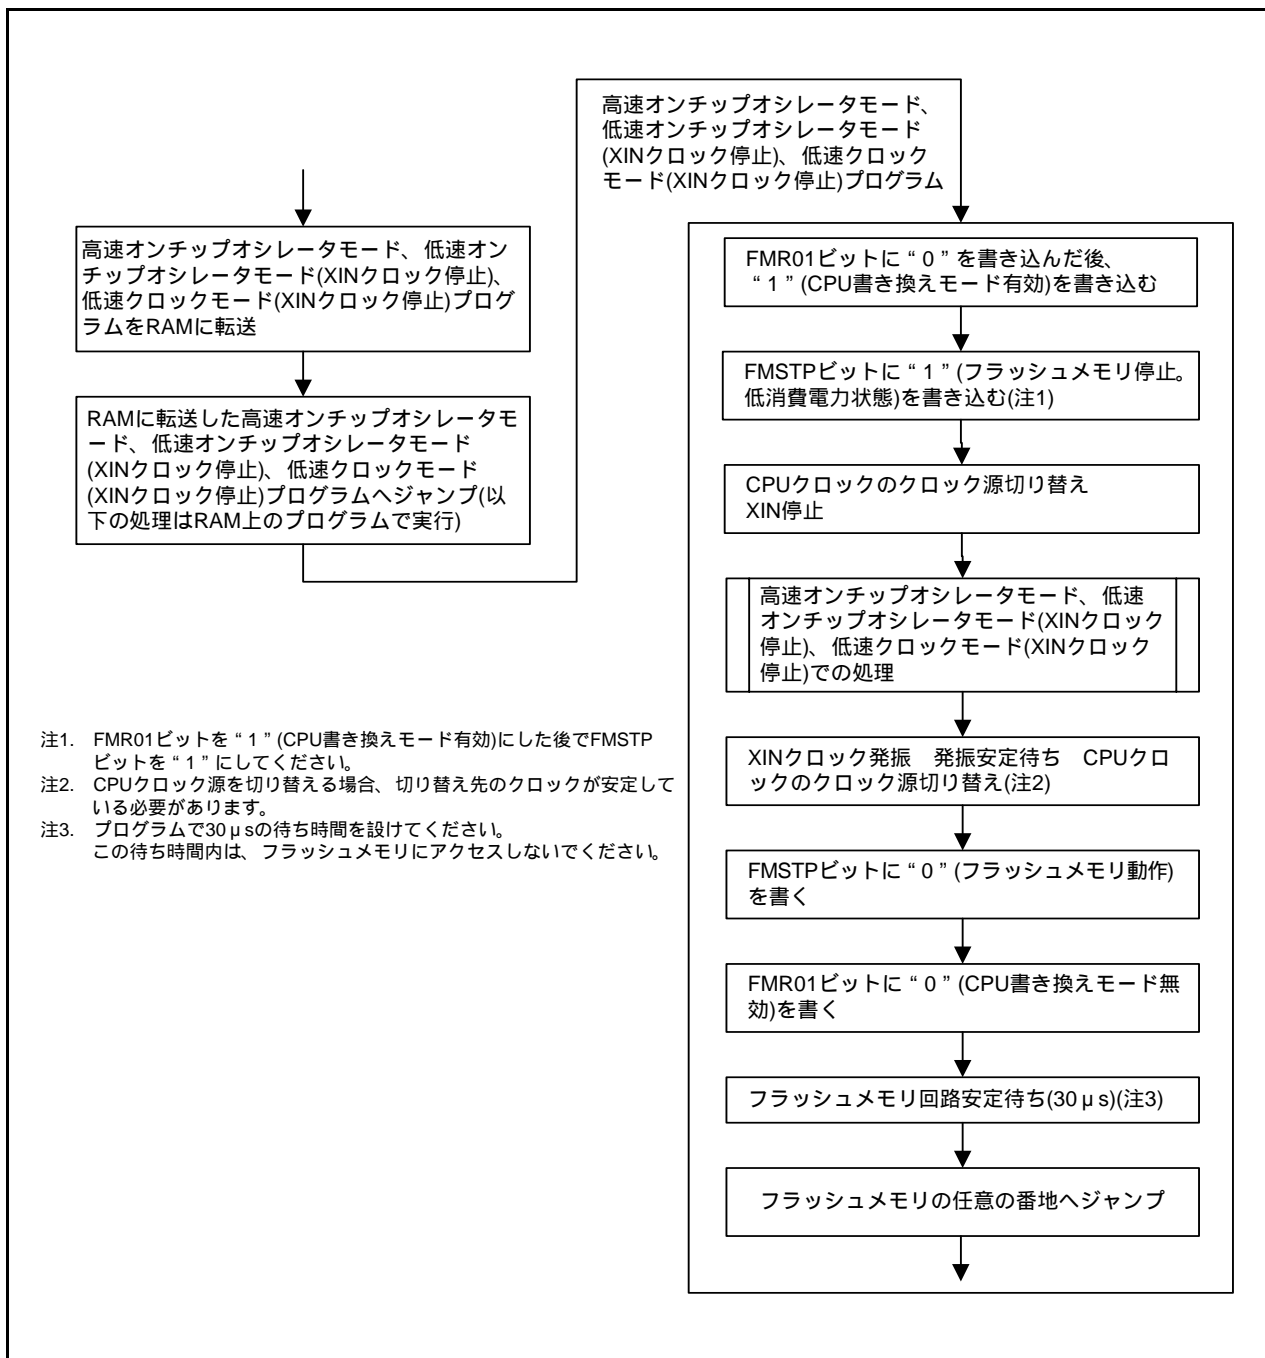 高速オンチップオシレータモード、低速オン
チップオシレータモード(XINクロック停止)、
低速クロックモード(XINクロック停止)プログ
ラムをRAMに転送
RAMに転送した高速オンチップオシレータモ
ード、低速オンチップオシレータモード
(XINクロック停止)、低速クロックモード
(XINクロック停止)プログラムへジャンプ(以
下の処理はRAM上のプログラムで実行)
高速オンチップオシレータモード、
低速オンチップオシレータモード
(XINクロック停止)、低速クロック
モード(XINクロック停止)プログラム
FMR01ビットに“0”を書き込んだ後、
“1”(CPU書き換えモード有効)を書き込む
FMSTPビットに“1”(フラッシュメモリ停止。
低消費電力状態)を書き込む(注1)
CPUクロックのクロック源切り替え
XIN停止
高速オンチップオシレータモード、低速
オンチップオシレータモード(XINクロック
停止)、低速クロックモード(XINクロック
停止)での処理
XINクロック発振　発振安定待ち　CPUクロ
ックのクロック源切り替え(注2)
FMSTPビットに“0”(フラッシュメモリ動作)
を書く
FMR01ビットに“0”(CPU書き換えモード無
効)を書く
フラッシュメモリ回路安定待ち(30μs)(注3)
フラッシュメモリの任意の番地へジャンプ
注1. FMR01ビットを“1”(CPU書き換えモード有効)にした後でFMSTP
ビットを“1”にしてください。
注2. CPUクロック源を切り替える場合、切り替え先のクロックが安定して
いる必要があります。
注3. プログラムで30μsの待ち時間を設けてください。
この待ち時間内は、フラッシュメモリにアクセスしないでください。